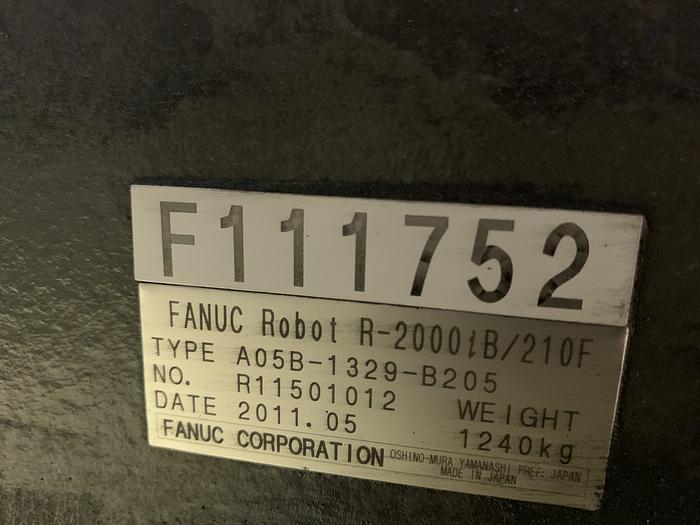 F111752
FANUC Robot R-2000iB/210F
TYPE A05B-1329-B205
NO. R11501012
DATE 2011.05
WEIGHT
1240kg
FANUC CORPORATION
OSHINO-MURA YAMANASHI PREF: JAPAN
MADE IN JAPAN